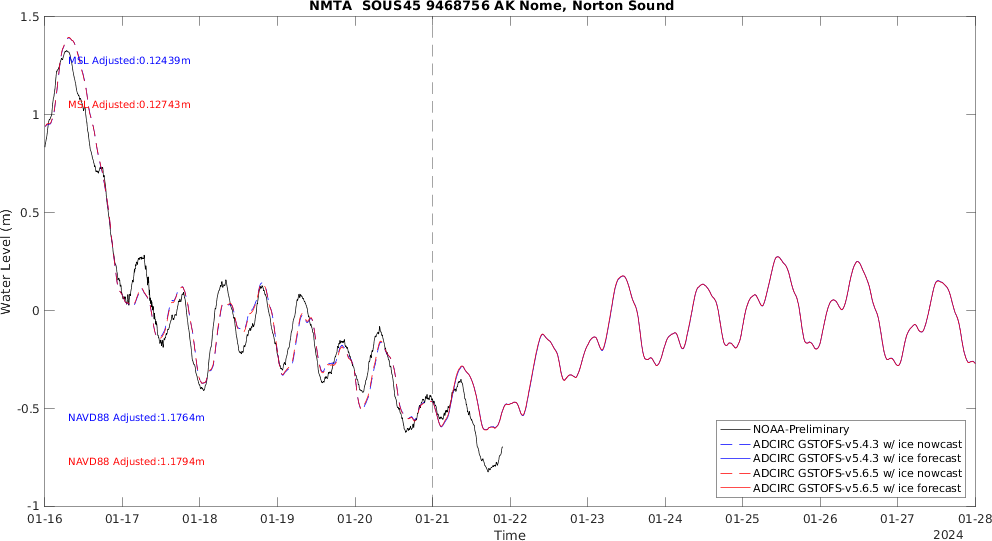 NMTA SOUS45 9468756 AK Nome, Norton Sound
1.5
1
0.5
0
-0.5
-1
Water Level (m)
MSL Adjusted:0.12439m
MSL Adjusted:0.12743m
NAVD88 Adjusted:1.1764m
NAVD88 Adjusted:1.1794m
NOAA-Preliminary
ADCIRC GSTOFS-v5.4.3 w/ ice nowcast
ADCIRC GSTOFS-v5.4.3 w/ ice forecast
ADCIRC GSTOFS-v5.6.5 w/ ice nowcast
ADCIRC GSTOFS-v5.6.5 w/ ice forecast
01-16 01-17 01-18 01-19 01-20 01-21 01-22 01-23 01-24 01-25 01-26 01-27 01-28
Time
2024